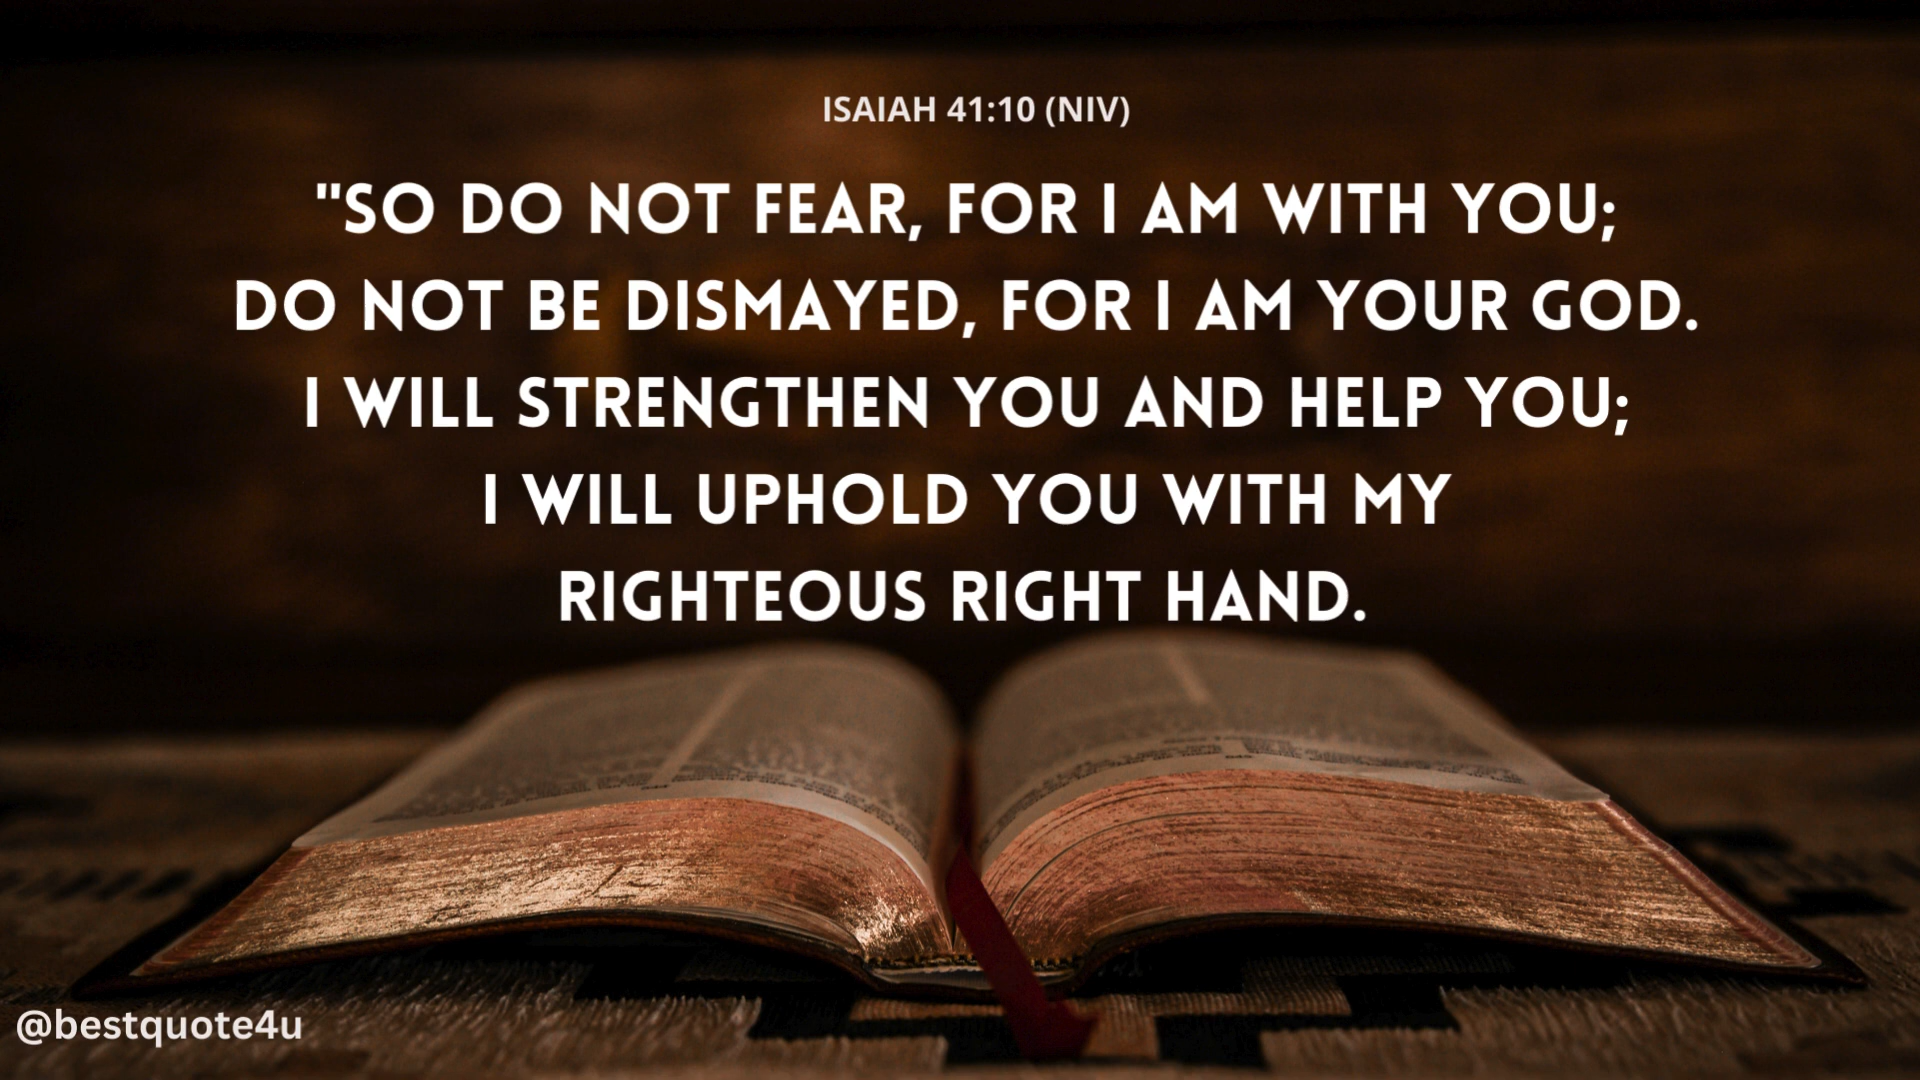 ISAIAH 41:10 (NIV)
"SO DO NOT FEAR, FOR I AM WITH YOU;
DO NOT BE DISMAYED, FOR I AM YOUR GOD.
I WILL STRENGTHEN YOU AND HELP YOU;
I WILL UPHOLD YOU WITH MY
RIGHTEOUS RIGHT HAND.
@bestquote4u